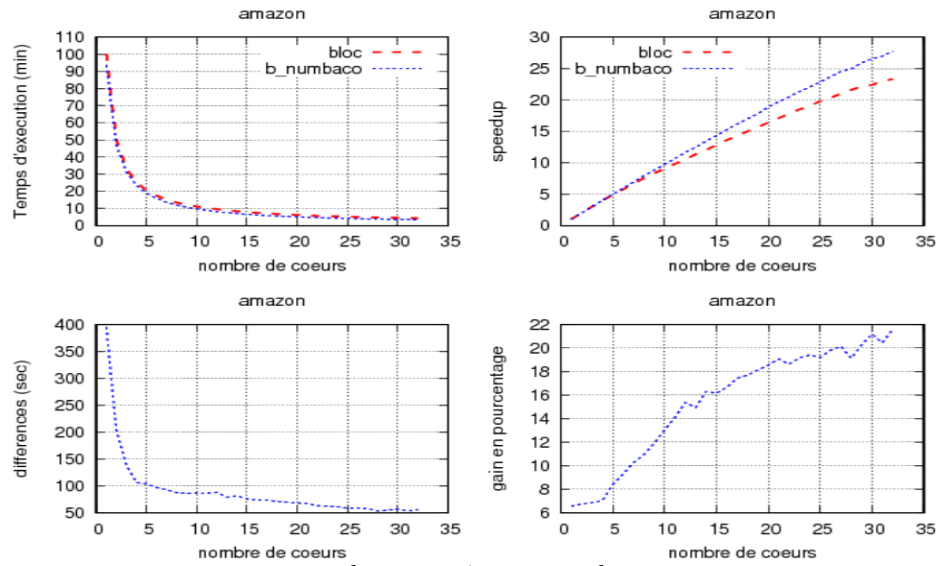 amazon
Temps d'execution (min)
110
100
90
80
70
60
50
40
30
20
10
0
bloc
b_numbaco
0 5 10 15 20 25 30 35
nombre de coeurs
amazon
speedup
30
25
20
15
10
5
0
bloc
b_numbaco
0 5 10 15 20 25 30 35
nombre de coeurs
amazon
differences (sec)
400
350
300
250
200
150
100
50
0 5 10 15 20 25 30 35
nombre de coeurs
amazon
gain en pourcentage
22
20
18
16
14
12
10
8
6
0 5 10 15 20 25 30 35
nombre de coeurs